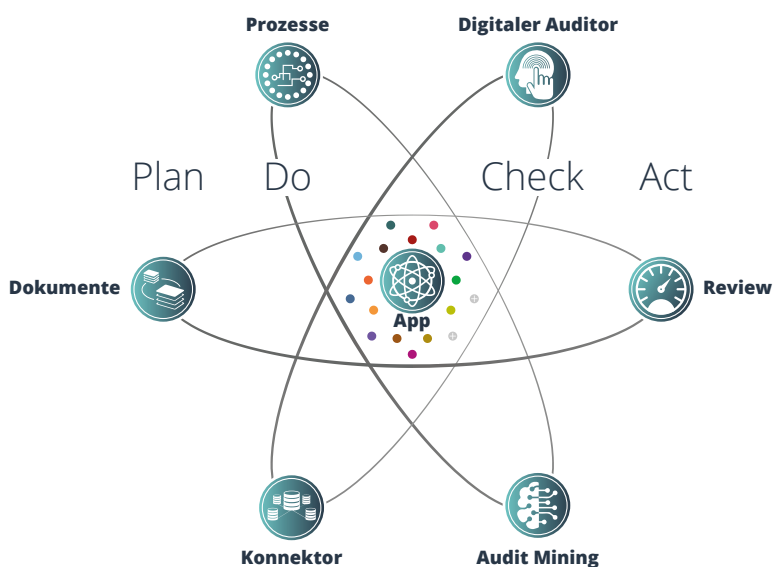 Prozesse
Digitaler Auditor
Plan
Do
Check
Act
Dokumente
Review
App
Konnektor
Audit Mining